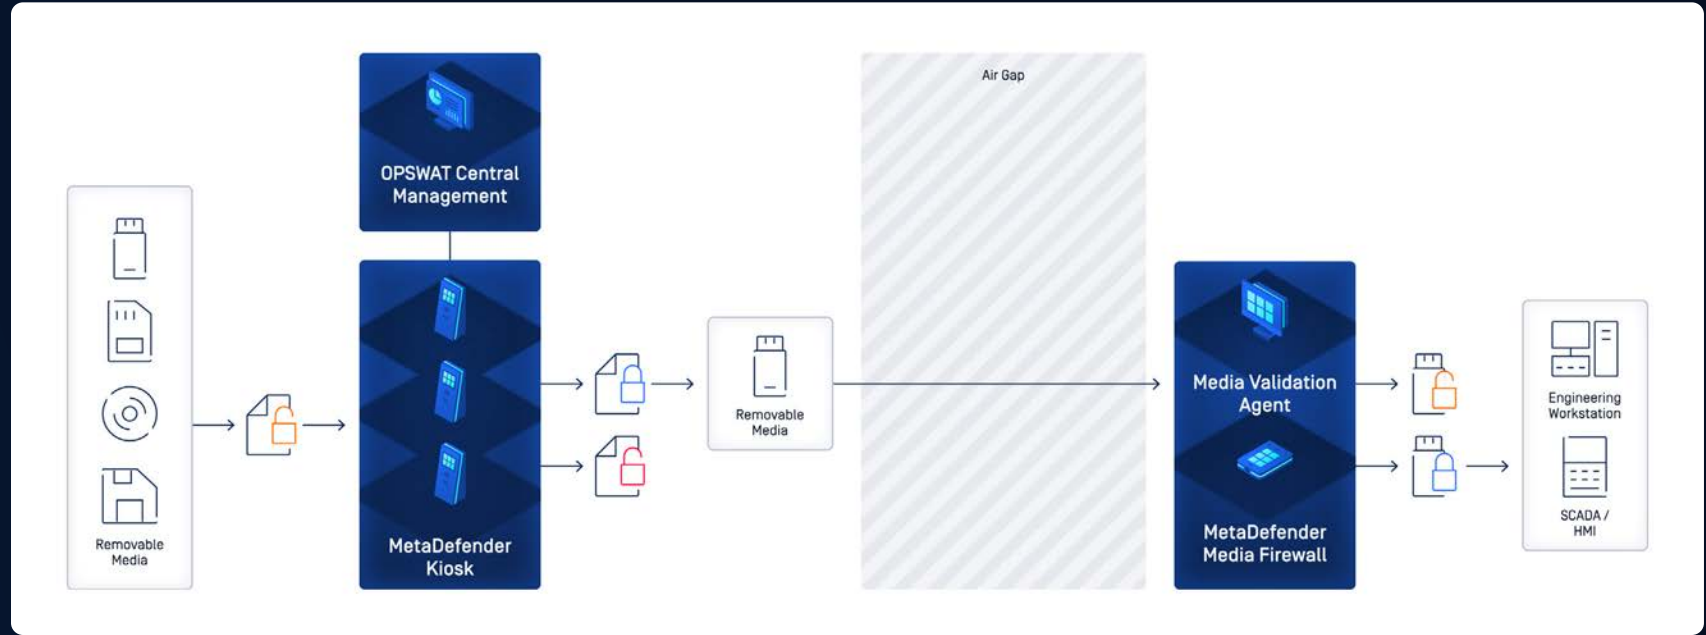 Removable
Media
OPSWAT Central
Management
MetaDefender
Kiosk
Removable
Media
Air Gap
Media Validation
Agent
MetaDefender
Media Firewall
Engineering
Workstation
SCADA /
HMI